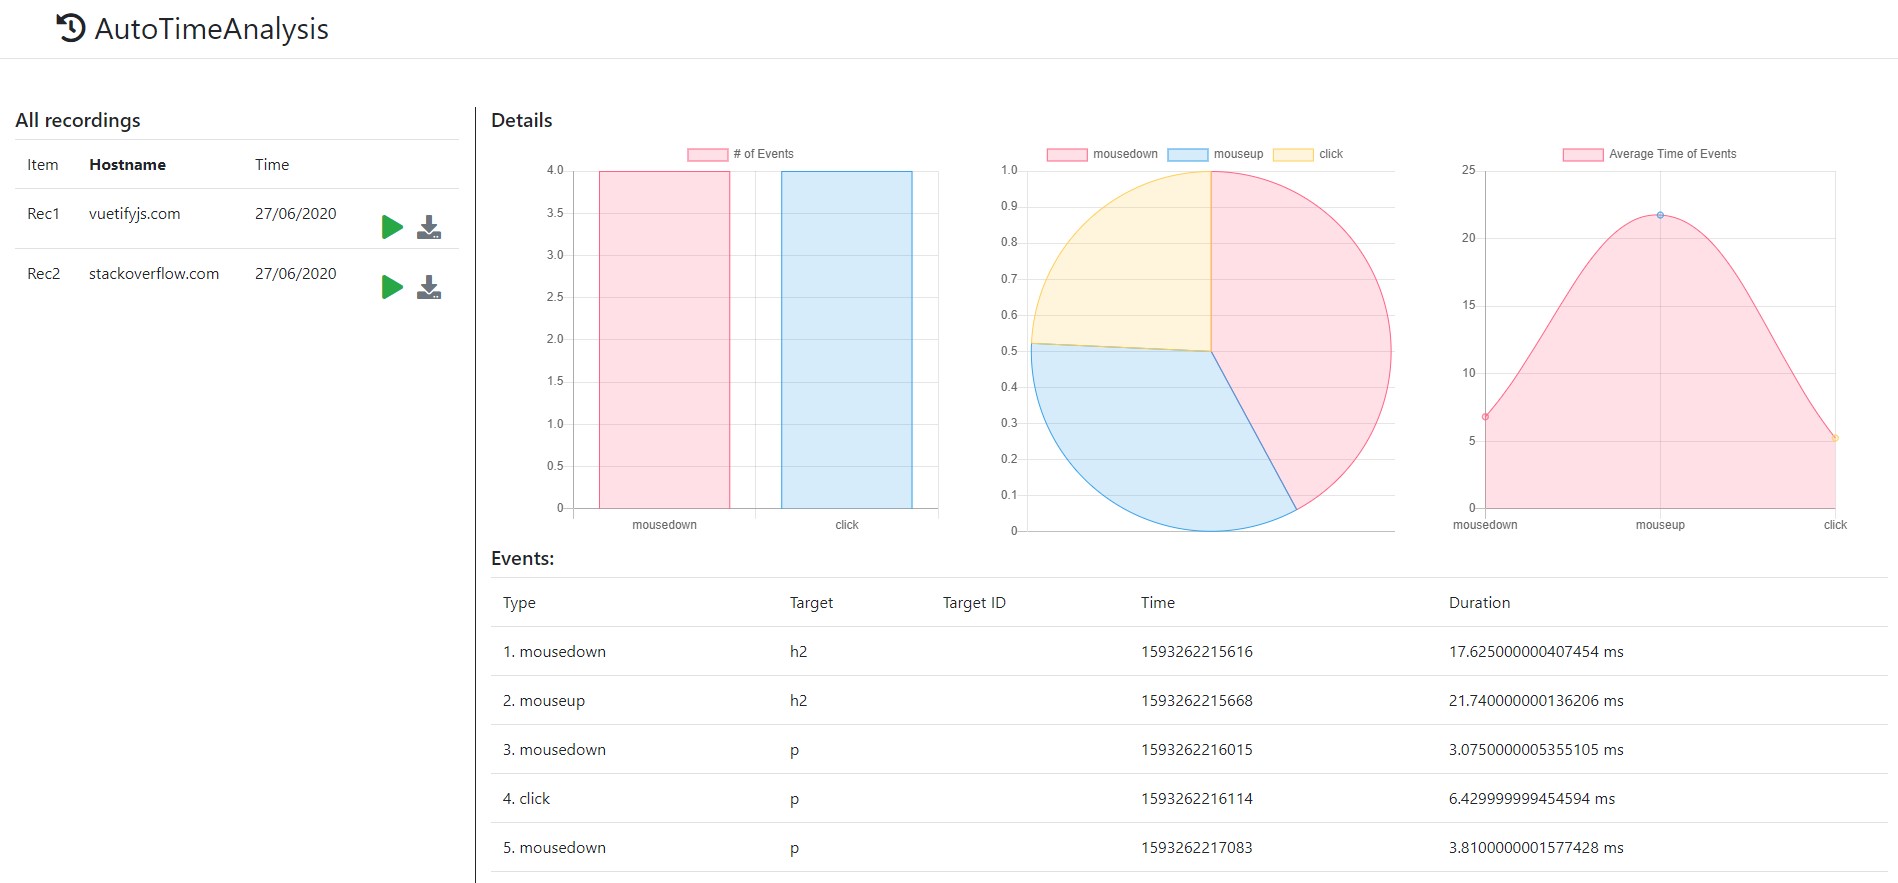 AutoTimeAnalysis
All recordings
Item Hostname Time
Rec1 vuetifyjs.com 27/06/2020
Rec2 stackoverflow.com 27/06/2020
Details
# of Events
4.0
3.5
3.0
2.5
2.0
1.5
1.0
0.5
0
mousedown click
mousedown mouseup click
1.0
0.9
0.8
0.7
0.6
0.5
0.4
0.3
0.2
0.1
0
Average Time of Events
25
20
15
10
5
0
mousedown mouseup click
Events:
Type Target Target ID Time Duration
1. mousedown h2 1593262215616 17.625000000407454 ms
2. mouseup h2 1593262215668 21.740000000136206 ms
3. mousedown p 1593262216015 3.0750000005355105 ms
4. click p 1593262216114 6.429999999454594 ms
5. mousedown p 1593262217083 3.8100000001577428 ms